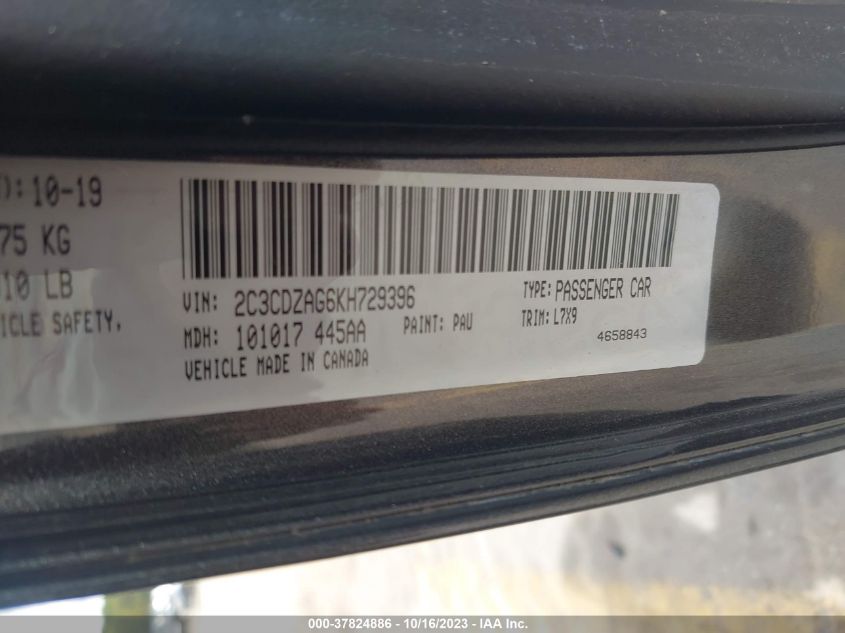 ): 10-19
75 KG
10 LB
ICLE SAFETY.
VIN: 2C3CDZAG6KH729396
TYPE: PASSENGER CAR
MDH: 101017 445AA
PAINT: PAU
TRIM: L7X9
VEHICLE MADE IN CANADA
4658843
000-37824886 - 10/16/2023 - IAA Inc.